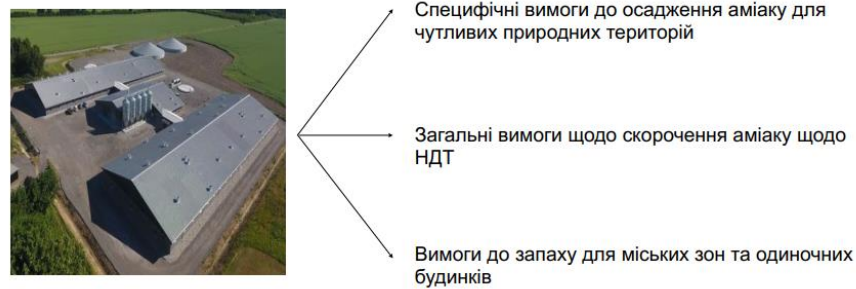 Специфічні вимоги до осадження аміаку для
чутливих природних територій
Загальні вимоги щодо скорочення аміаку щодо
НДТ
Вимоги до запаху для міських зон та одиночних
будинків